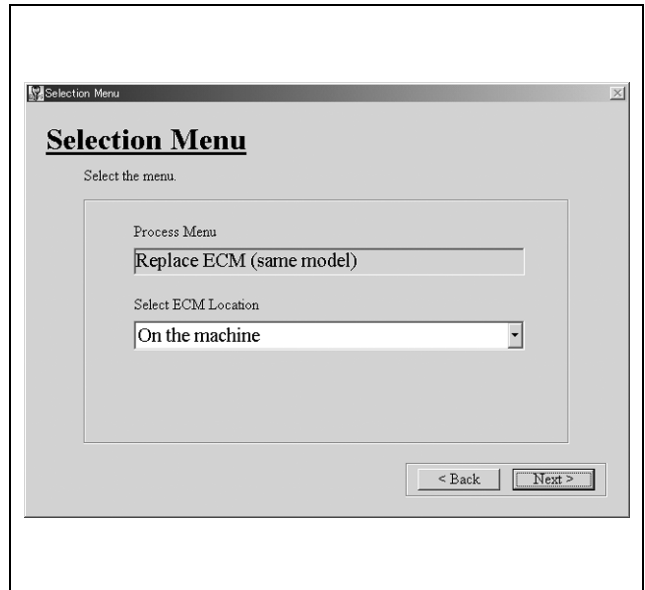 Selection Menu
Selection Menu
Select the menu.
Process Menu
Replace ECM (same model)
Select ECM Location
On the machine
< Back
Next >